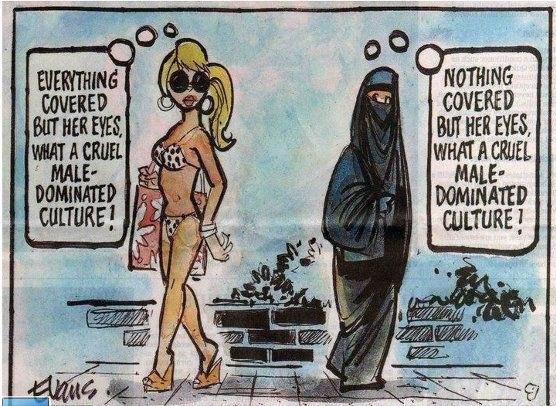 EVERYTHING
COVERED
BUT HER EYES,
WHAT A CRUEL
MALE-
DOMINATED
CULTURE!
NOTHING
COVERED
BUT HER EYES,
WHAT A CRUEL
MALE-
DOMINATED
CULTURE!
Evans